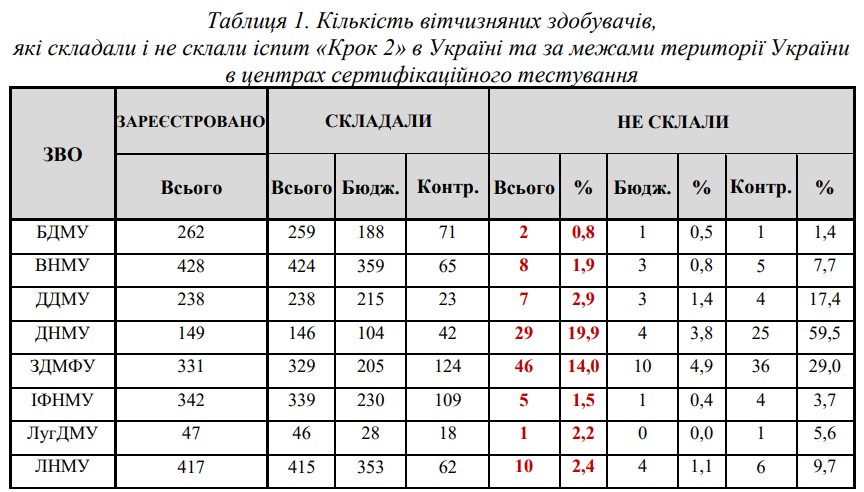 Таблиця 1. Кількість вітчизняних здобувачів,
які складали і не склали іспит «Крок 2» в Україні та за межами території України
в центрах сертифікаційного тестування
ЗВО ЗАРЕЄСТРОВАНО СКЛАДАЛИ НЕ СКЛАЛИ
Всього Всього Бюдж. Контр. Всього % Бюдж. % Контр. %
БДМУ 262 259 188 71 2 0,8 1 0,5 1 1,4
ВНМУ 428 424 359 65 8 1,9 3 0,8 5 7,7
ДДМУ 238 238 215 23 7 2,9 3 1,4 4 17,4
ДНМУ 149 146 104 42 29 19,9 4 3,8 25 59,5
ЗДМФУ 331 329 205 124 46 14,0 10 4,9 36 29,0
ІФНМУ 342 339 230 109 5 1,5 1 0,4 4 3,7
ЛугДМУ 47 46 28 18 1 2,2 0 0,0 1 5,6
ЛНМУ 417 415 353 62 10 2,4 4 1,1 6 9,7